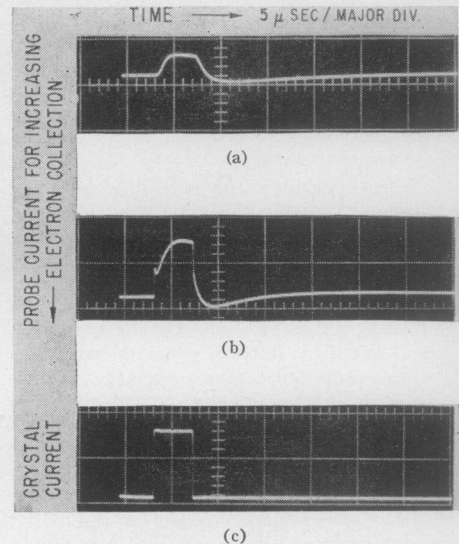 TIME → 5 μ SEC/MAJOR DIV.
PROBE CURRENT FOR INCREASING
← ELECTRON COLLECTION
(a)
(b)
CRYSTAL
CURRENT
(c)